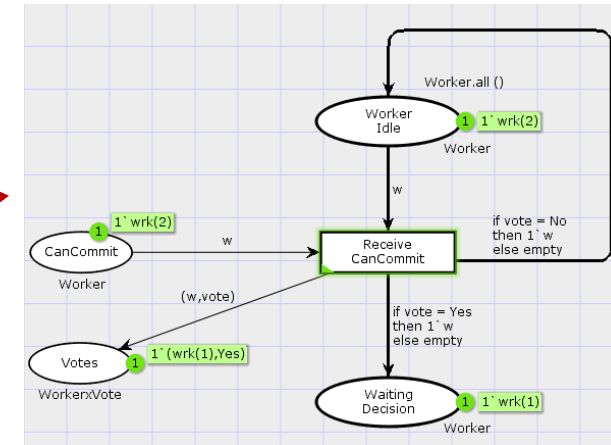 Worker.all ()
Worker
Idle
1
1`wrk(2)
Worker
w
1
1`wrk(2)
CanCommit
Worker
w
Receive
CanCommit
if vote = No
then 1`w
else empty
(w,vote)
if vote = Yes
then 1`w
else empty
Votes
1
1`(wrk(1),Yes)
WorkerxVote
Waiting
Decision
1
1`wrk(1)
Worker